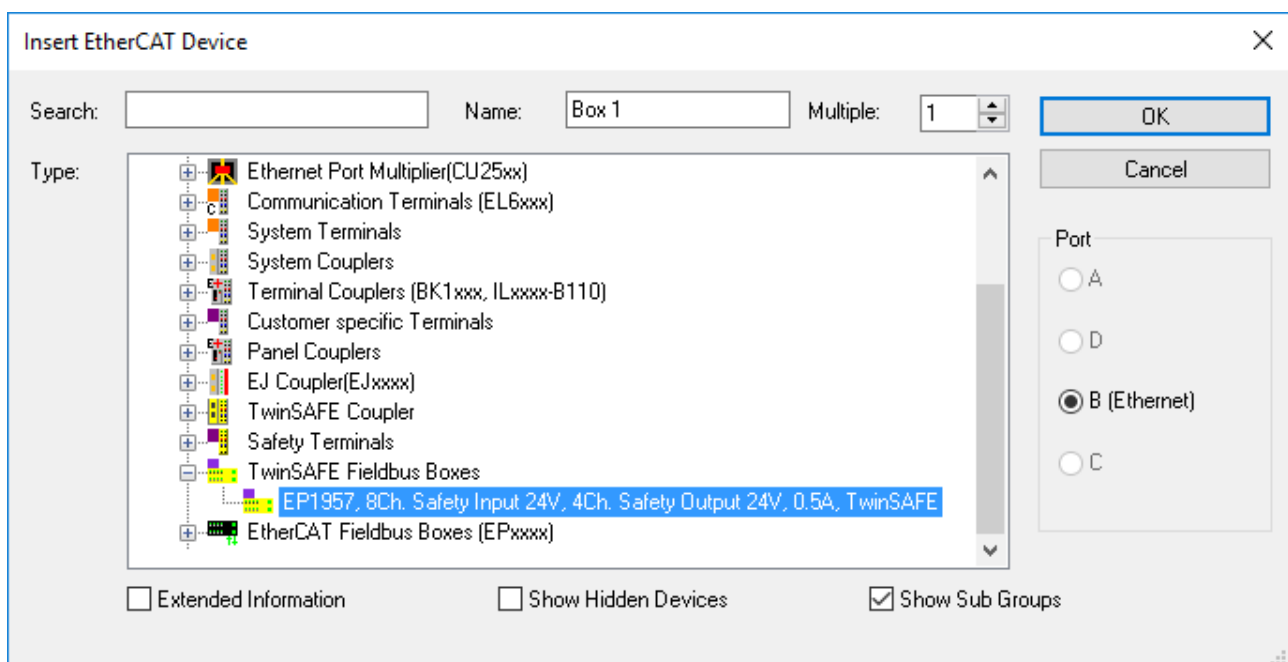 Insert EtherCAT Device
Search: Name: Box 1 Multiple: 1 OK
Type: Cancel
Ethernet Port Multiplier(CU25xx)
Communication Terminals (EL6xxx)
System Terminals
System Couplers
Terminal Couplers (BK1xxx, ILxxxx-B110)
Customer specific Terminals
Panel Couplers
EJ Coupler(EJxxxx)
TwinSAFE Coupler
Safety Terminals
TwinSAFE Fieldbus Boxes
EP1957, 8Ch. Safety Input 24V, 4Ch. Safety Output 24V, 0.5A, TwinSAFE
EtherCAT Fieldbus Boxes (EPxxxx)
Port
A
D
B (Ethernet)
C
Extended Information Show Hidden Devices Show Sub Groups